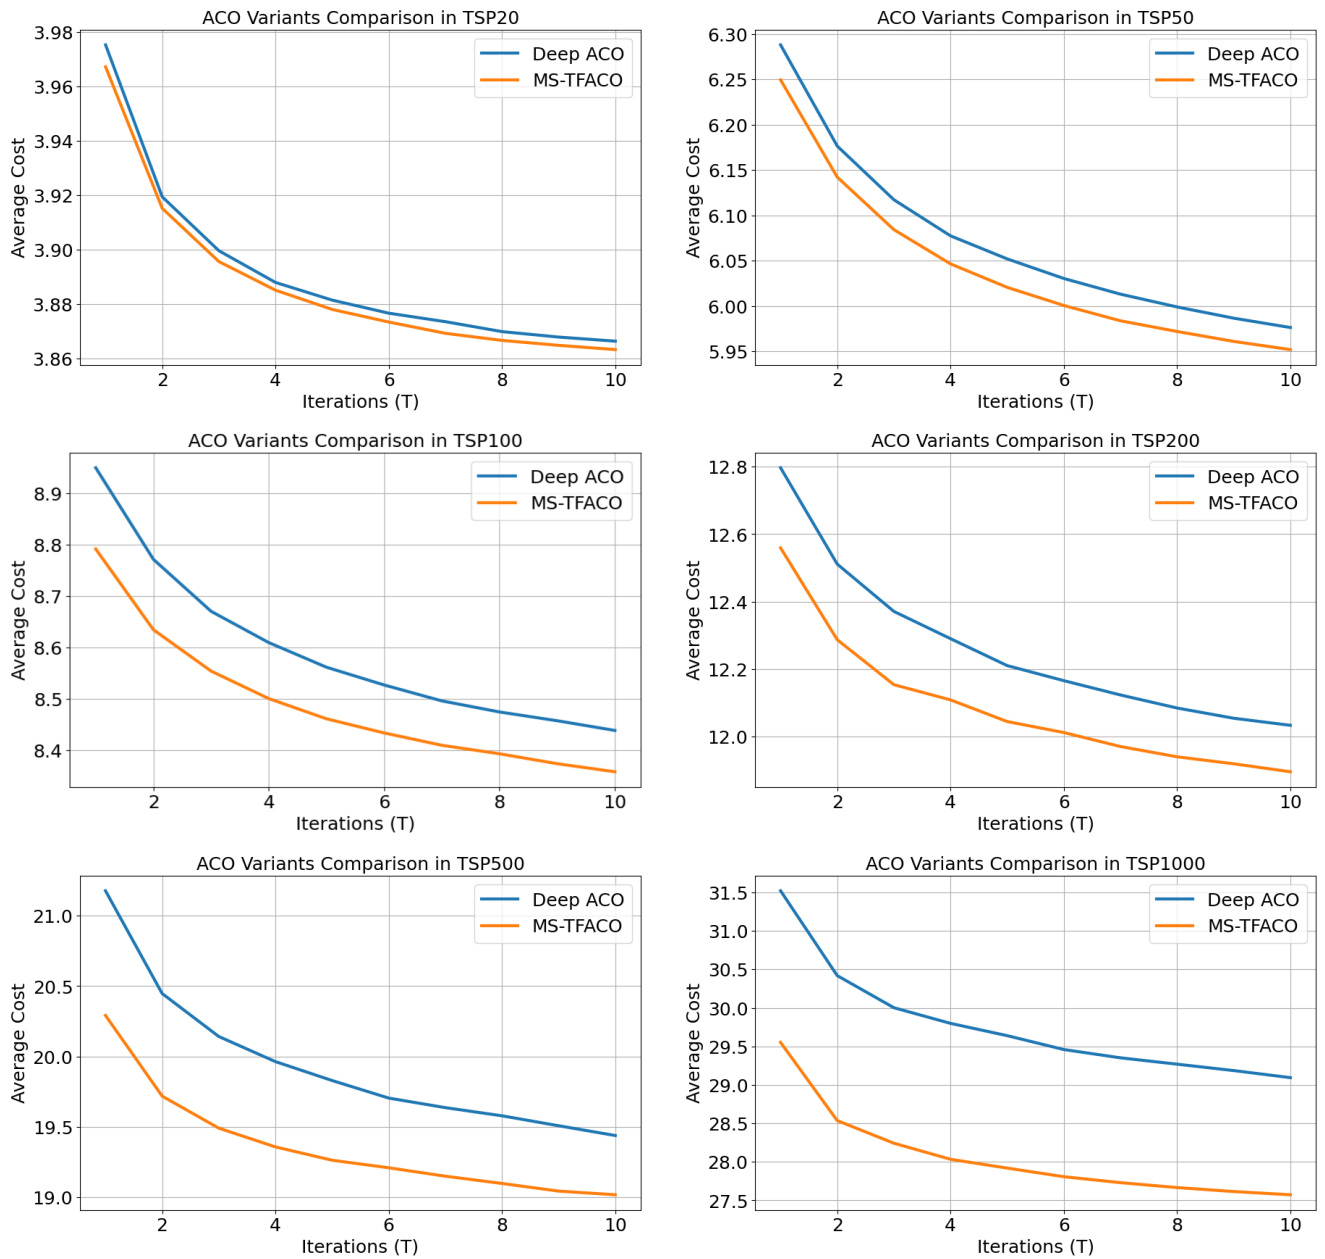 ACO Variants Comparison in TSP20
Deep ACO
MS-TFACO
Average Cost
3.98
3.96
3.94
3.92
3.90
3.88
3.86
2 4 6 8 10
Iterations (T)
ACO Variants Comparison in TSP50
Deep ACO
MS-TFACO
Average Cost
6.30
6.25
6.20
6.15
6.10
6.05
6.00
5.95
2 4 6 8 10
Iterations (T)
ACO Variants Comparison in TSP100
Deep ACO
MS-TFACO
Average Cost
8.9
8.8
8.7
8.6
8.5
8.4
2 4 6 8 10
Iterations (T)
ACO Variants Comparison in TSP200
Deep ACO
MS-TFACO
Average Cost
12.8
12.6
12.4
12.2
12.0
2 4 6 8 10
Iterations (T)
ACO Variants Comparison in TSP500
Deep ACO
MS-TFACO
Average Cost
21.0
20.5
20.0
19.5
19.0
2 4 6 8 10
Iterations (T)
ACO Variants Comparison in TSP1000
Deep ACO
MS-TFACO
Average Cost
31.5
31.0
30.5
30.0
29.5
29.0
28.5
28.0
27.5
2 4 6 8 10
Iterations (T)